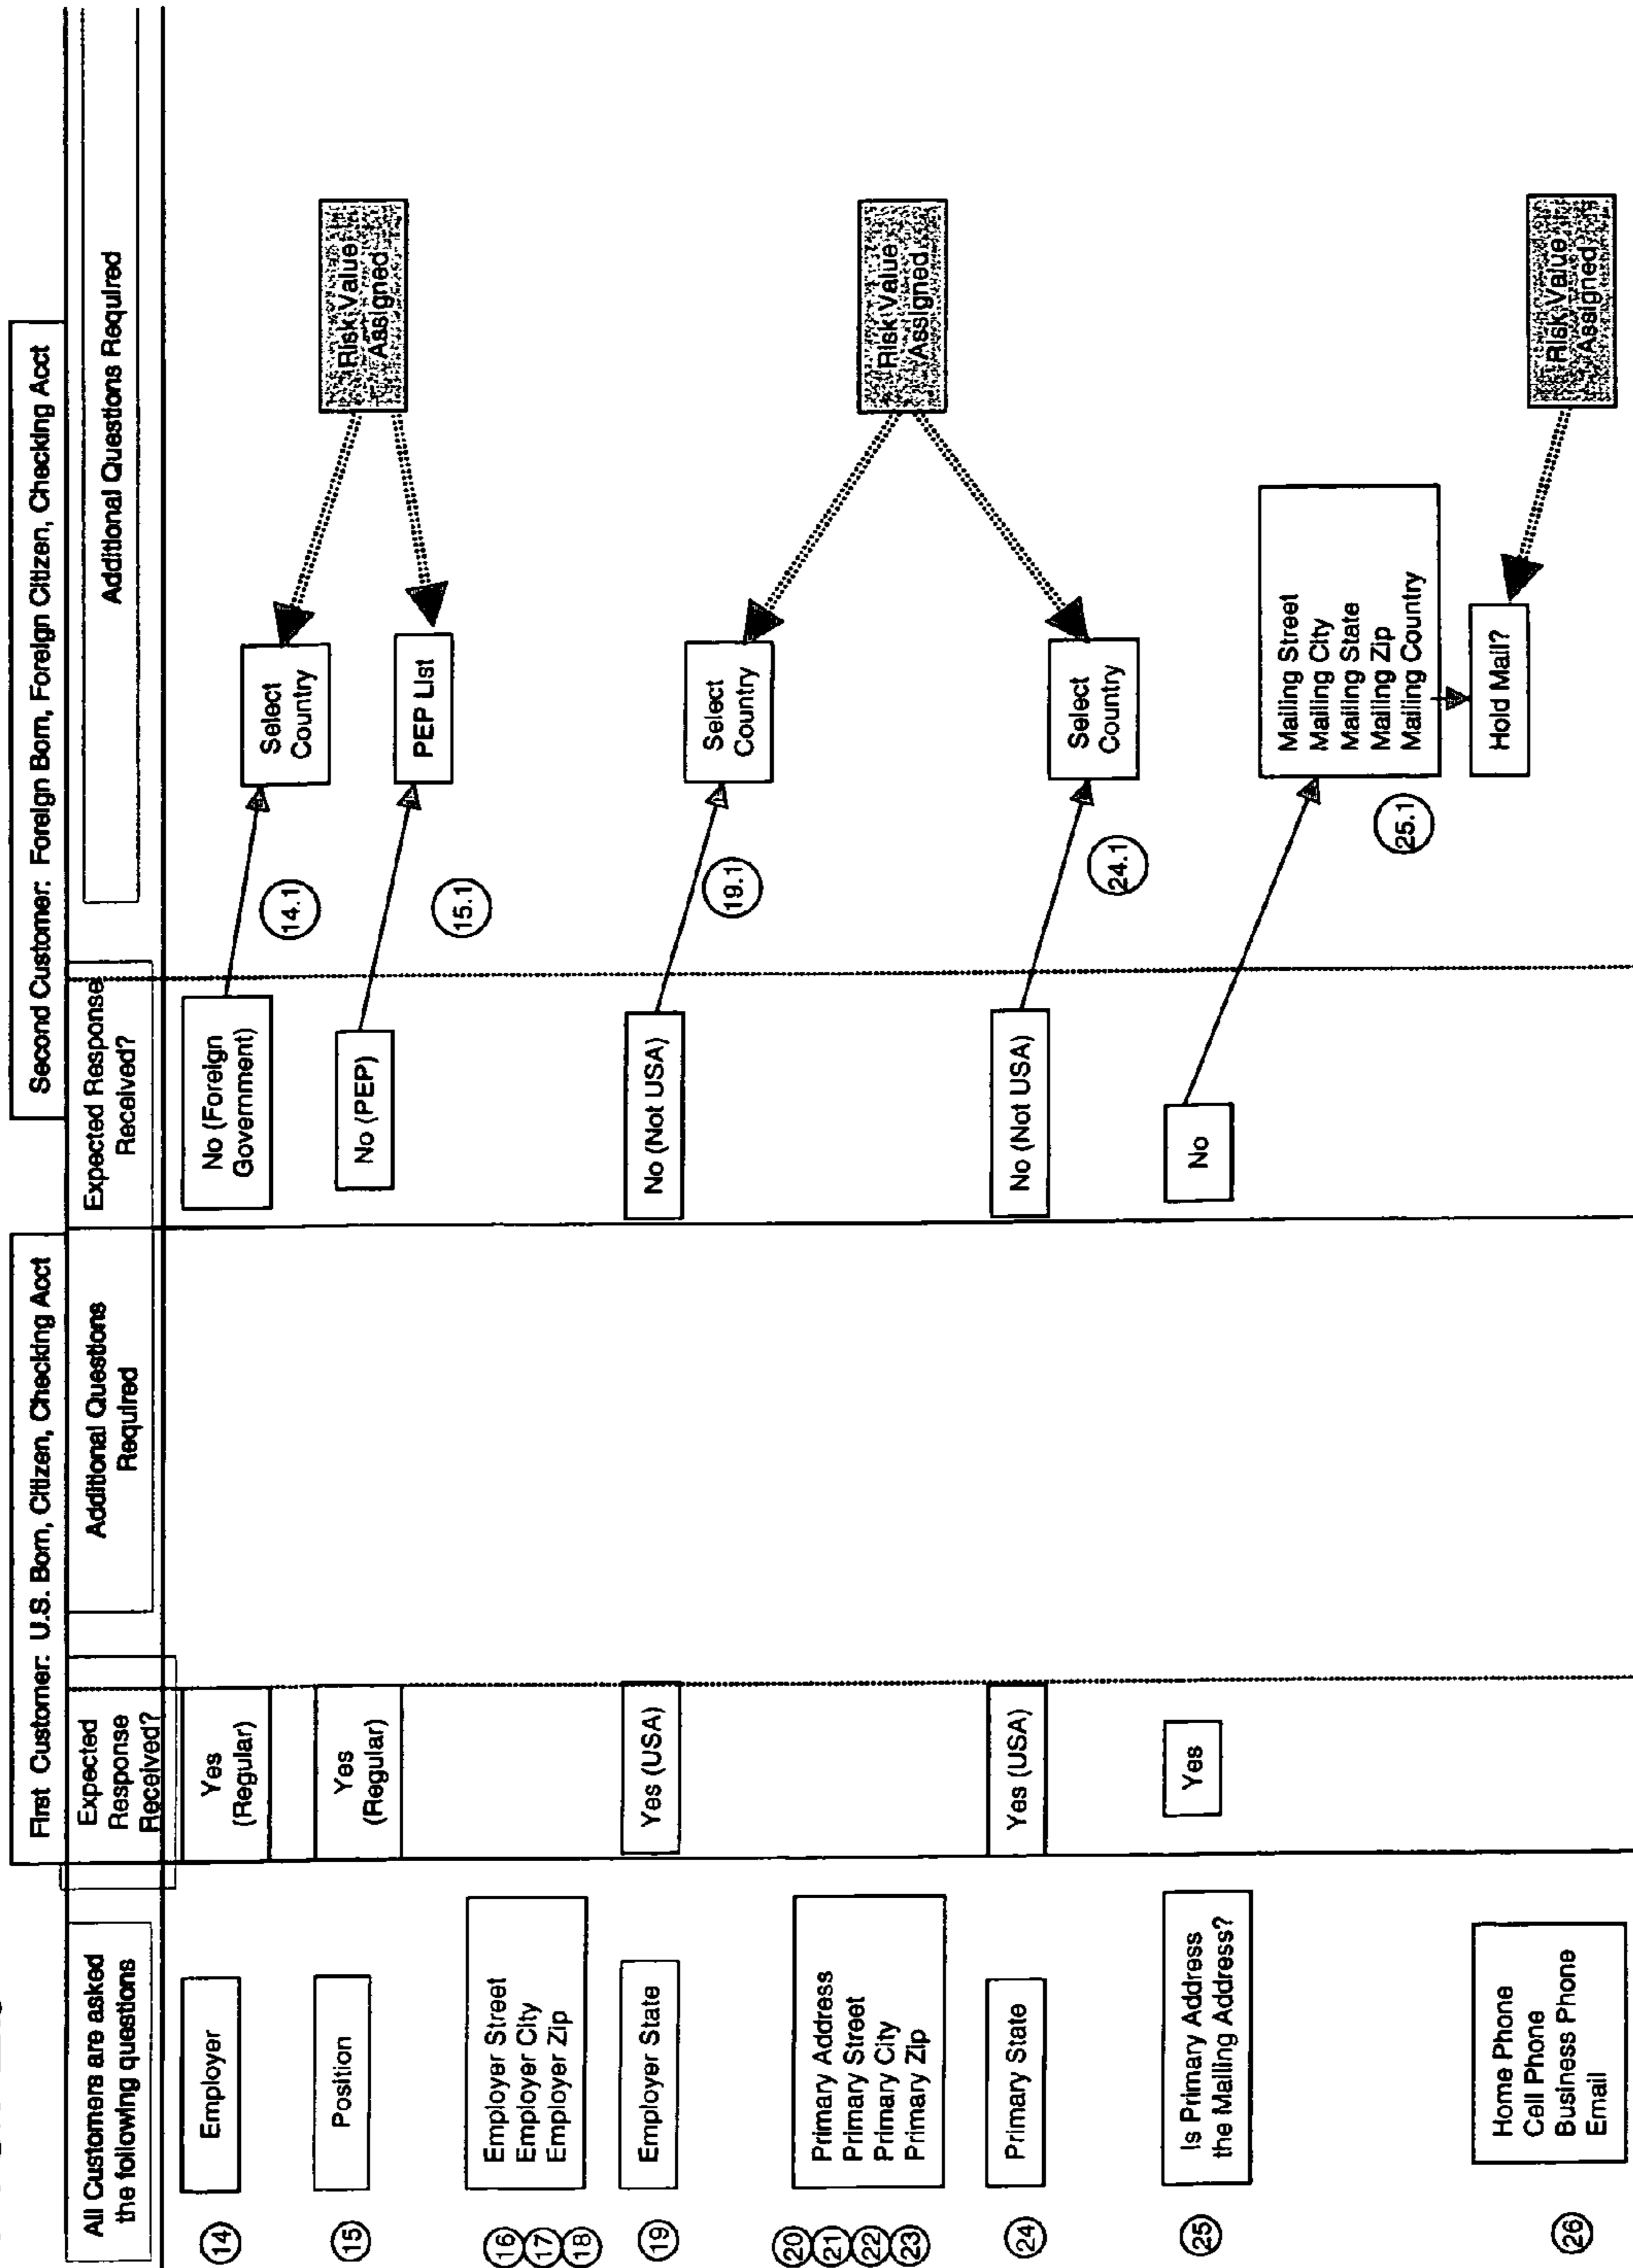 First Customer: U.S. Born, Citizen, Checking Acct
Second Customer: Foreign Born, Foreign Citizen, Checking Acct
All Customers are asked
the following questions
Expected
Response
Received?
Additional Questions
Required
Expected Response
Received?
Additional Questions Required
14
Employer
Yes
(Regular)
No (Foreign
Government)
14.1
Select
Country
Risk Value
Assigned
15
Position
Yes
(Regular)
No (PEP)
15.1
PEP List
16
17
18
Employer Street
Employer City
Employer Zip
19
Employer State
Yes (USA)
No (Not USA)
19.1
Select
Country
Risk Value
Assigned
20
21
22
23
Primary Address
Primary Street
Primary City
Primary Zip
24
Primary State
Yes (USA)
No (Not USA)
24.1
Select
Country
25
Is Primary Address
the Mailing Address?
Yes
No
25.1
Mailing Street
Mailing City
Mailing State
Mailing Zip
Mailing Country
Hold Mail?
Risk Value
Assigned
26
Home Phone
Cell Phone
Business Phone
Email